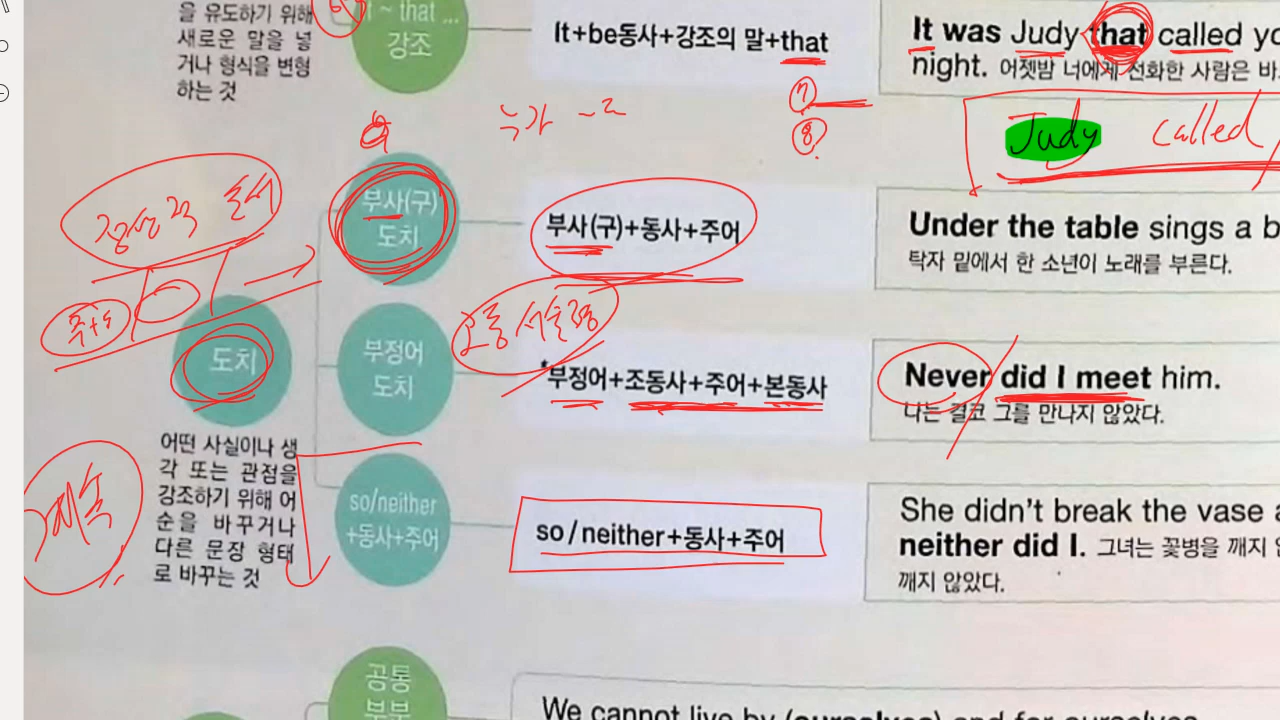 을 유도하기 위해
새로운 말을 넣
거나 형식을 변형
하는 것
~ that ...
강조
It+be동사+강조의 말+that
It was Judy that called
night. 어젯밤 너에게 전화한 사람은
⑦
⑧
누가
Judy called
부사(구)
도치
부사(구)+동사+주어
Under the table sings a b
탁자 밑에서 한 소년이 노래를 부른다.
도치
부정어
도치
*부정어+조동사+주어+본동사
Never did I meet him.
나는 결코 그를 만나지 않았다.
어떤 사실이나 생
각 또는 관점을
강조하기 위해 어
순을 바꾸거나
다른 문장 형태
로 바꾸는 것
so/neither
+동사+주어
so/neither+동사+주어
She didn't break the vase
neither did I. 그녀는 꽃병을 깨지
깨지 않았다.
공통
부분
We cannot live by (ourselves) and for ourselves